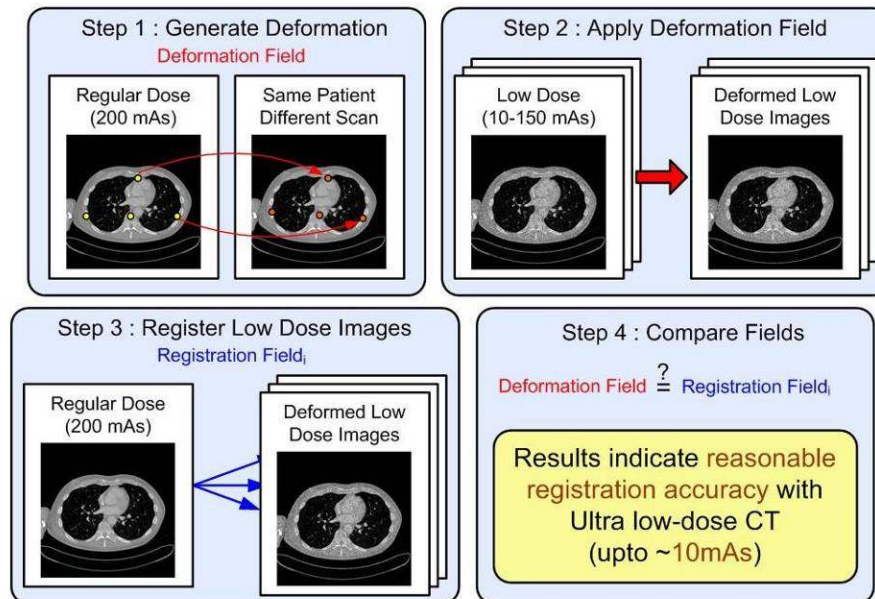 Step 1 : Generate Deformation
Deformation Field
Regular Dose
(200 mAs)
Same Patient
Different Scan
Step 2 : Apply Deformation Field
Low Dose
(10-150 mAs)
Deformed Low
Dose Images
Step 3 : Register Low Dose Images
Registration Fieldᵢ
Regular Dose
(200 mAs)
Deformed Low
Dose Images
Step 4 : Compare Fields
?
Deformation Field = Registration Fieldᵢ
Results indicate reasonable
registration accuracy with
Ultra low-dose CT
(upto ~10mAs)